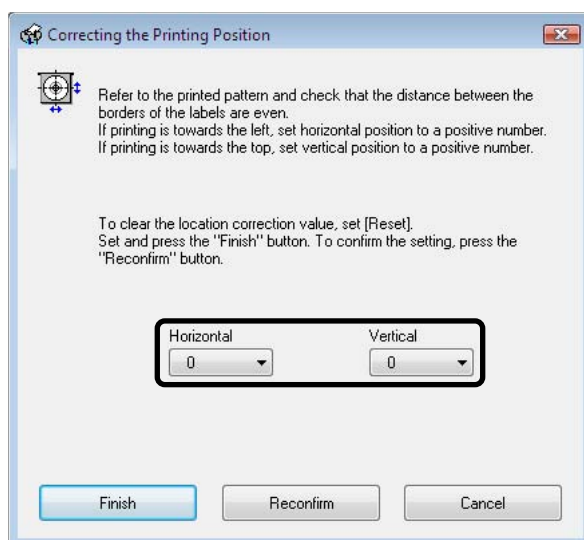 Correcting the Printing Position
Refer to the printed pattern and check that the distance between the
borders of the labels are even.
If printing is towards the left, set horizontal position to a positive number.
If printing is towards the top, set vertical position to a positive number.
To clear the location correction value, set [Reset].
Set and press the "Finish" button. To confirm the setting, press the
"Reconfirm" button.
Horizontal Vertical
0 0
Finish Reconfirm Cancel